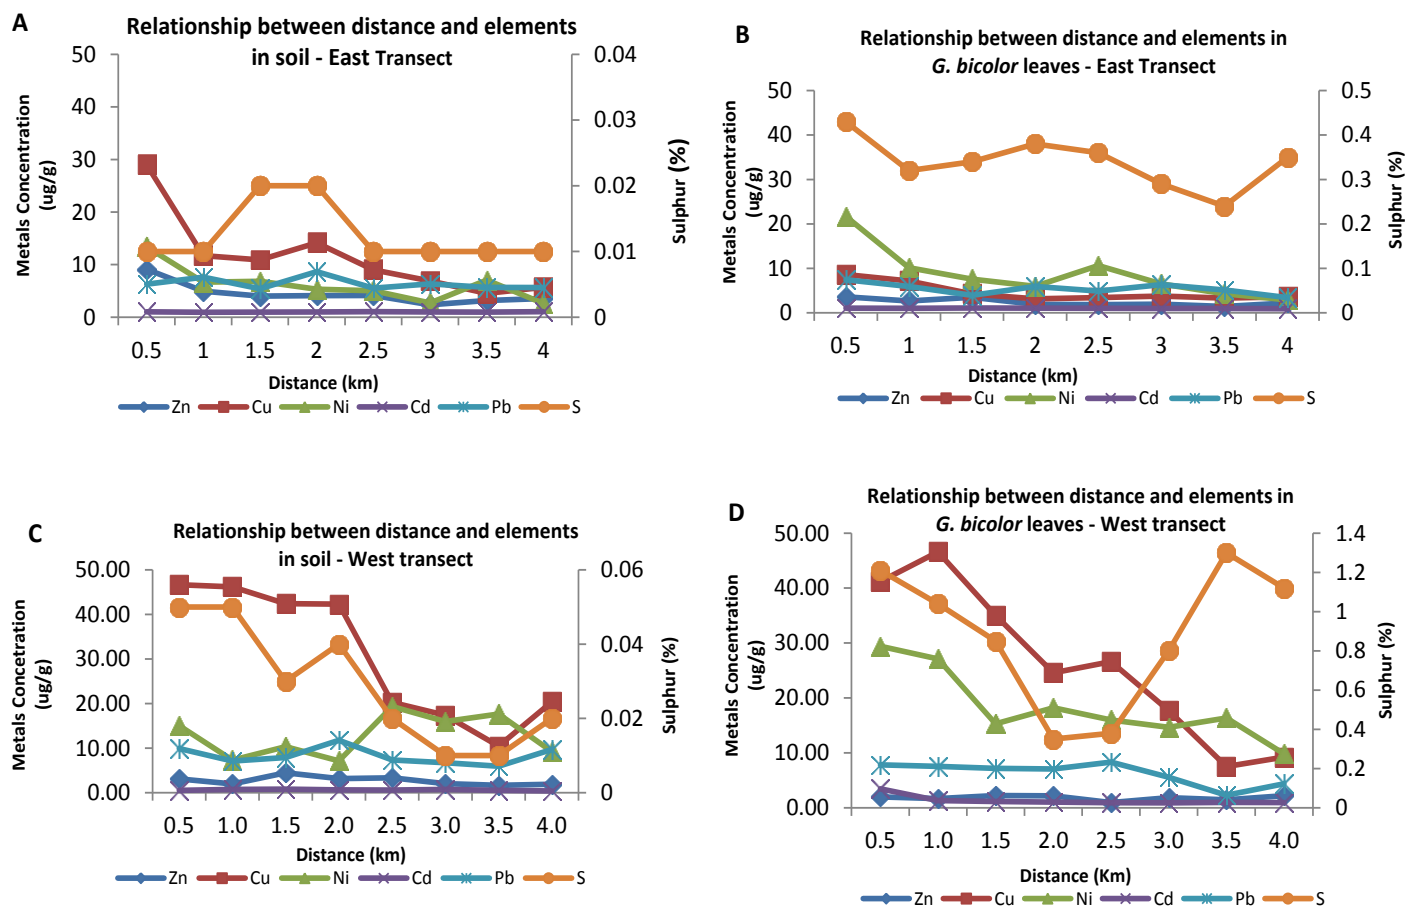 A
Relationship between distance and elements
in soil - East Transect
50
40
30
20
10
0
0.04
0.03
0.02
0.01
0
Metals Concentration
(ug/g)
Sulphur (%)
0.5 1 1.5 2 2.5 3 3.5 4
Distance (km)
Zn Cu Ni Cd Pb S
B
Relationship between distance and elements in
G. bicolor leaves - East Transect
50
40
30
20
10
0
0.5
0.4
0.3
0.2
0.1
0
Metals Concentration
(ug/g)
Sulphur (%)
0.5 1 1.5 2 2.5 3 3.5 4
Distance (km)
Zn Cu Ni Cd Pb S
C
Relationship between distance and elements
in soil - West transect
50.00
40.00
30.00
20.00
10.00
0.00
0.06
0.04
0.02
0
Metals Concetration
(ug/g)
Sulphur (%)
0.5 1.0 1.5 2.0 2.5 3.0 3.5 4.0
Distance (km)
Zn Cu Ni Cd Pb S
D
Relationship between distance and elements in
G. bicolor leaves - West transect
50.00
40.00
30.00
20.00
10.00
0.00
1.4
1.2
1
0.8
0.6
0.4
0.2
0
Metals Concentration
(ug/g)
Sulphur (%)
0.5 1.0 1.5 2.0 2.5 3.0 3.5 4.0
Distance (Km)
Zn Cu Ni Cd Pb S